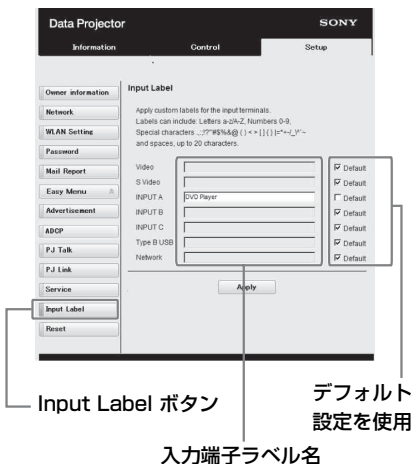 Data Projector
SONY
Information
Control
Setup
Owner information
Network
WLAN Setting
Password
Mail Report
Easy Menu
Advertisement
ADCP
PJ Talk
PJ Link
Service
Input Label
Reset
Input Label
Apply custom labels for the input terminals.
Labels can include: Letters a-z/A-Z, Numbers 0-9,
Special characters .,:;!?'"#$%&@ ( ) < > [ ] { } |=*+-/_\^`~
and spaces, up to 20 characters.
Video Default
S Video Default
INPUT A DVD Player Default
INPUT B Default
INPUT C Default
Type B USB Default
Network Default
Apply
Input Label ボタン
入力端子ラベル名
デフォルト
設定を使用